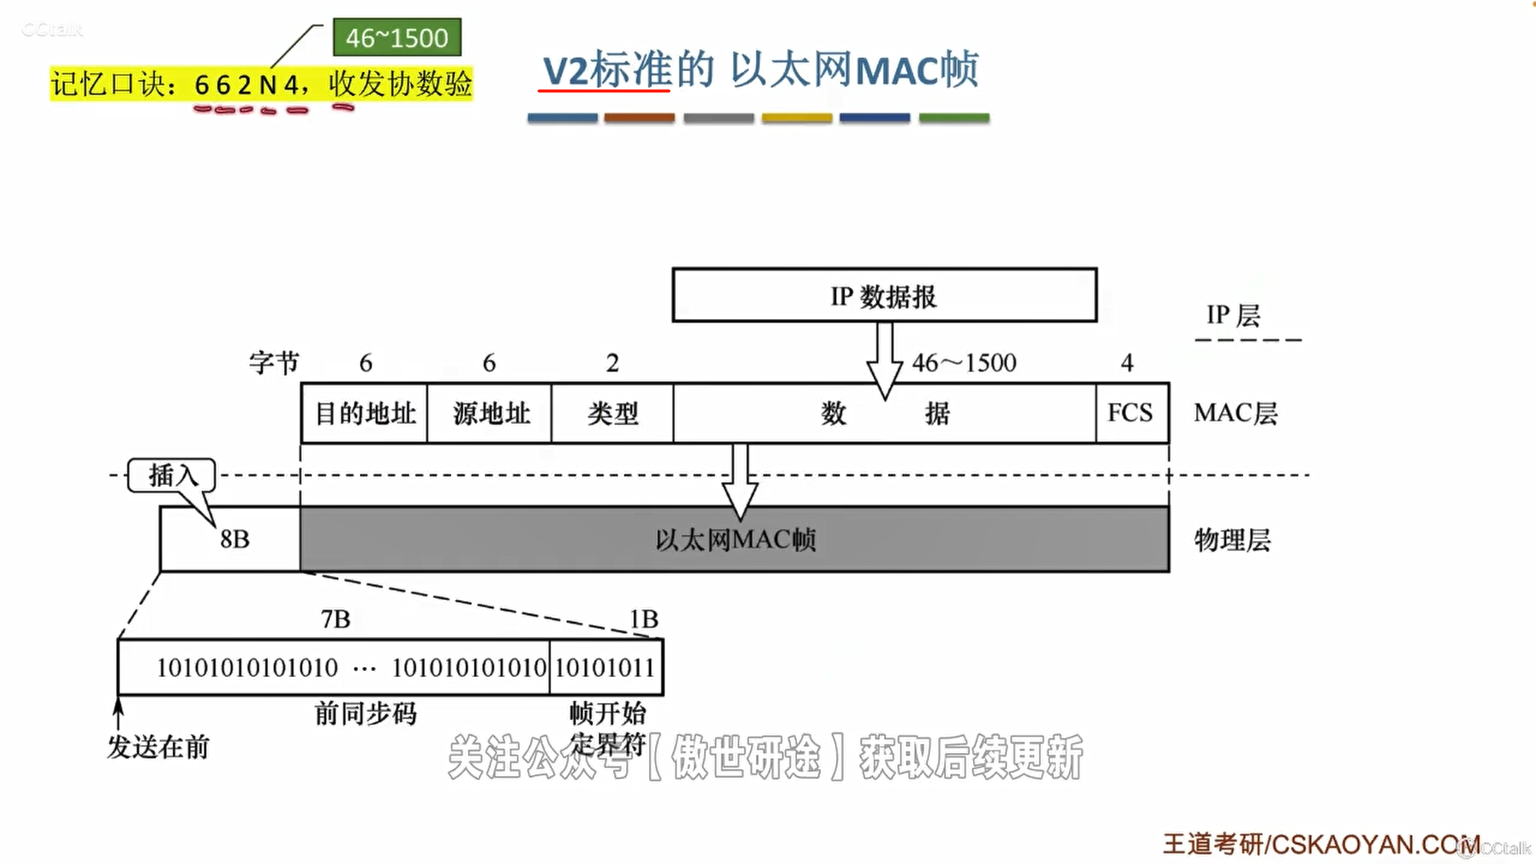 CCtalk
46~1500
记忆口诀：6 6 2 N 4，收发协数验
V2标准的 以太网MAC帧
IP 数据报
IP 层
字节 6 6 2 46～1500 4
目的地址 源地址 类型 数 据 FCS MAC层
插入
8B 以太网MAC帧 物理层
7B 1B
10101010101010 ··· 101010101010 10101011
前同步码 帧开始
定界符
发送在前
关注公众号【傲世研途】获取后续更新
王道考研/CSKAOYAN.COM
CCtalk